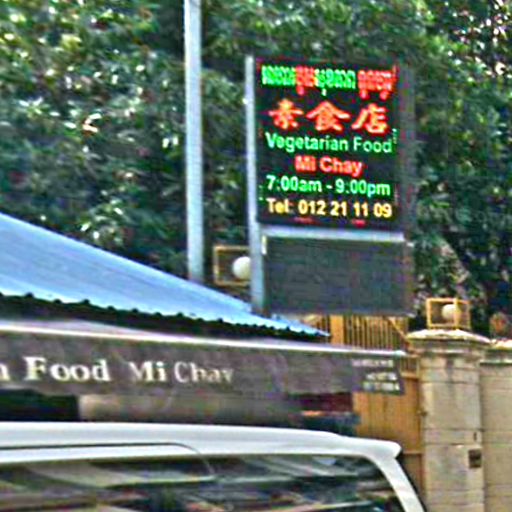 素食店
Vegetarian Food
Mi Chay
7:00am - 9:00pm
Tel: 012 21 11 09
n Food Mi Chay